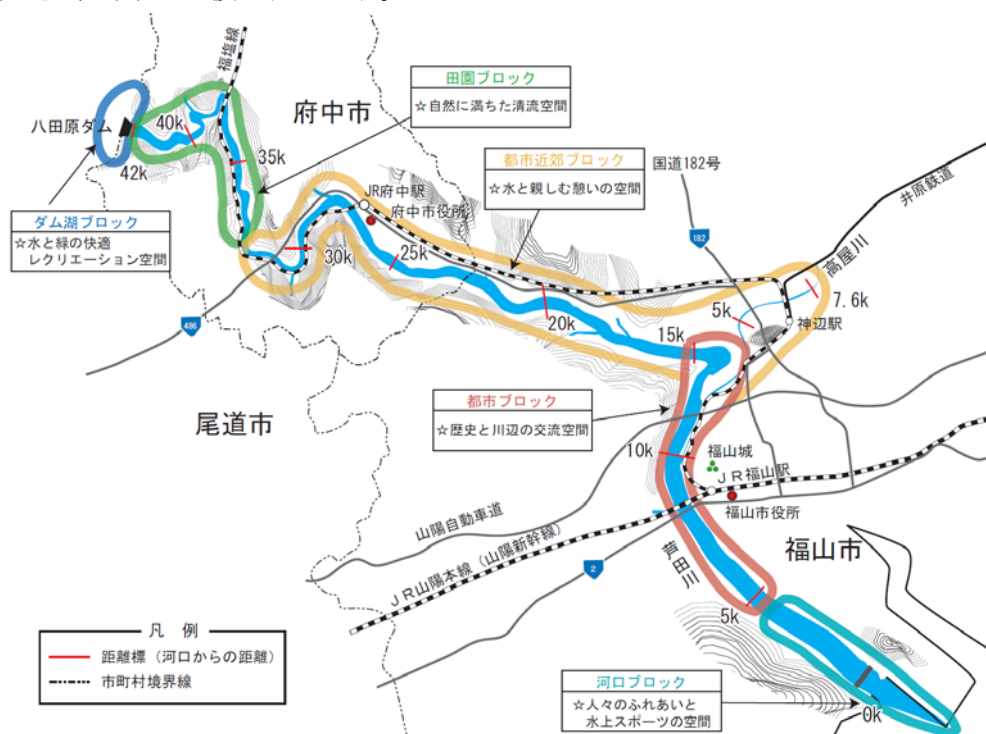 福塩線
田園ブロック
☆自然に満ちた清流空間
府中市
八田原ダム
40k
42k
35k
都市近郊ブロック
☆水と親しむ憩いの空間
国道182号
井原鉄道
JR府中駅
府中市役所
ダム湖ブロック
☆水と緑の快適
レクリエーション空間
182
高屋川
30k
25k
7.6k
5k
神辺駅
486
20k
15k
都市ブロック
☆歴史と川辺の交流空間
尾道市
10k
福山城
JR福山駅
福山市役所
山陽自動車道
JR山陽本線(山陽新幹線)
2
芦田川
福山市
5k
凡 例
距離標(河口からの距離)
市町村境界線
河口ブロック
☆人々のふれあいと
水上スポーツの空間
0k